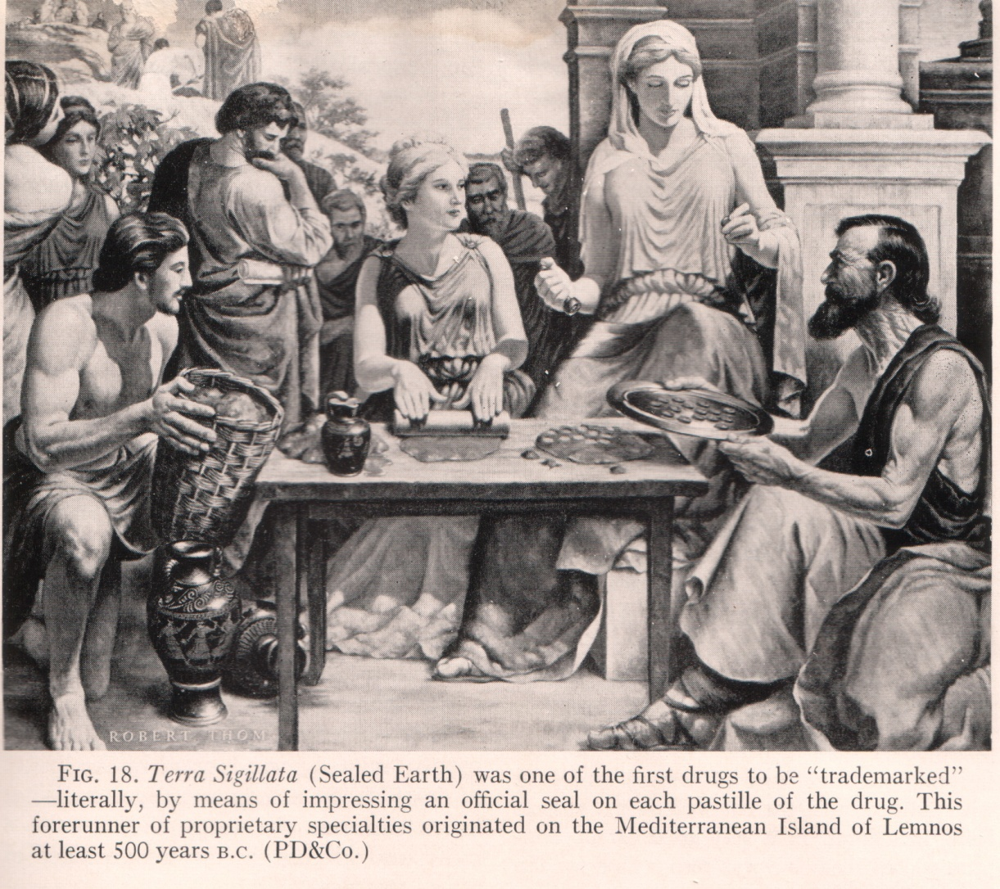 ROBERT THOM
FIG. 18. Terra Sigillata (Sealed Earth) was one of the first drugs to be “trademarked”
—literally, by means of impressing an official seal on each pastille of the drug. This
forerunner of proprietary specialties originated on the Mediterranean Island of Lemnos
at least 500 years B.C. (PD&Co.)